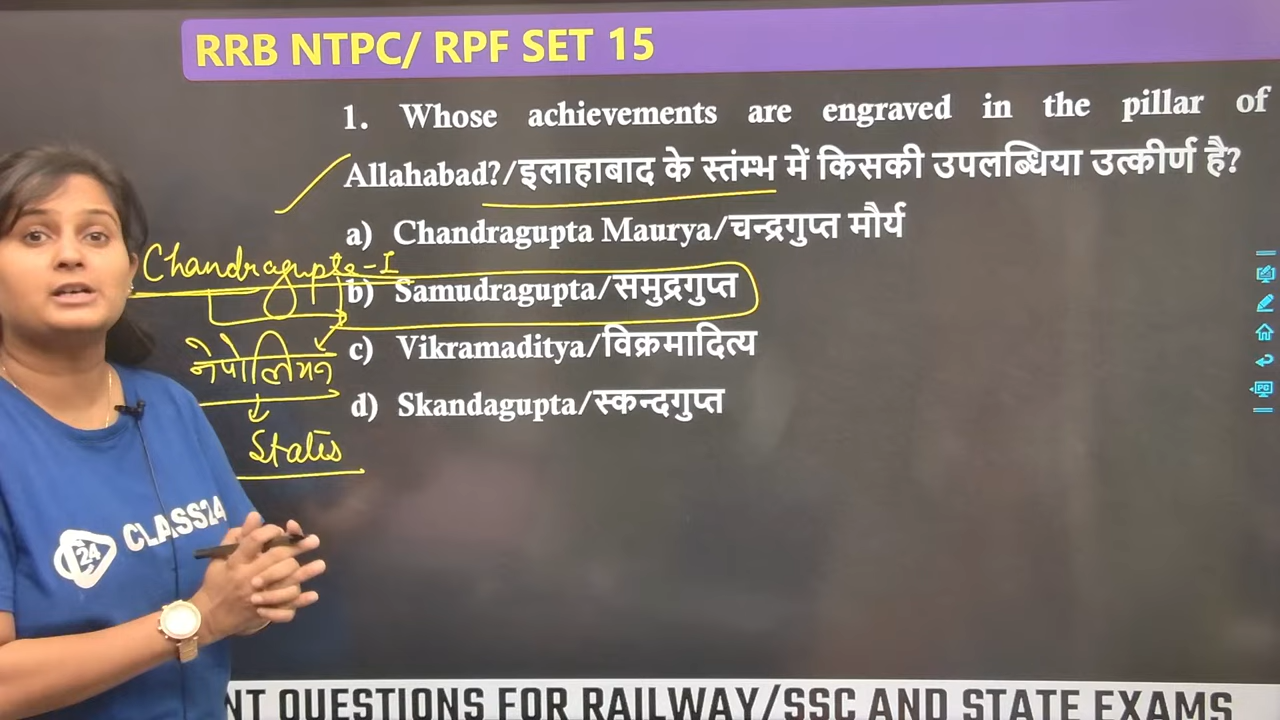 RRB NTPC/ RPF SET 15
1. Whose achievements are engraved in the pillar of
Allahabad?/इलाहाबाद के स्तंम्भ में किसकी उपलब्धिया उत्कीर्ण है?
a) Chandragupta Maurya/चन्द्रगुप्त मौर्य
Chandragupta-I
b) Samudragupta/समुद्रगुप्त
नेपोलियन
c) Vikramaditya/विक्रमादित्य
d) Skandagupta/स्कन्दगुप्त
States
24 CLASS24
NT QUESTIONS FOR RAILWAY/SSC AND STATE EXAMS